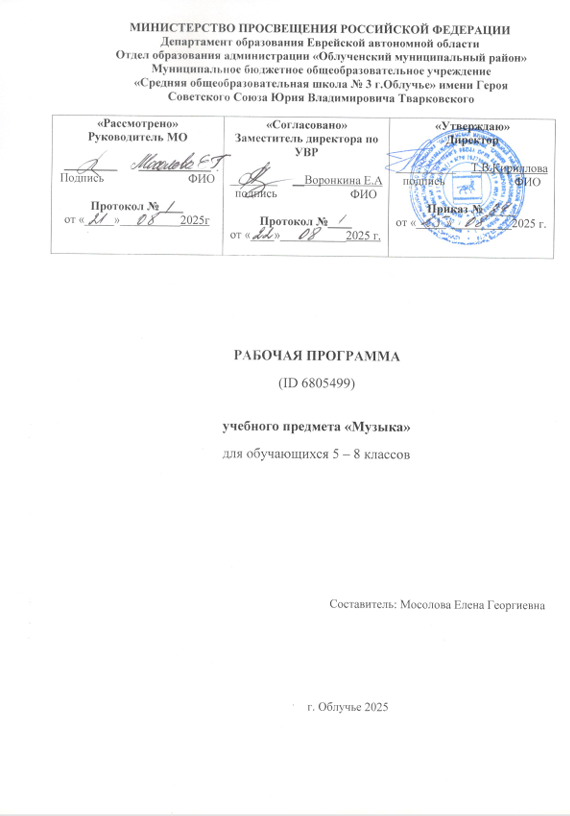 МИНИСТЕРСТВО ПРОСВЕЩЕНИЯ РОССИЙСКОЙ ФЕДЕРАЦИИ
Департамент образования Еврейской автономной области
Отдел образования администрации «Облученский муниципальный район»
Муниципальное бюджетное общеобразовательное учреждение
«Средняя общеобразовательная школа № 3 г.Облучье» имени Героя
Советского Союза Юрия Владимировича Тварковского
«Рассмотрено»
Руководитель МО
Мосолова Е.Г.
Подпись ФИО
Протокол № 1
от « 21 » 08 2025г
«Согласовано»
Заместитель директора по
УВР
Воронкина Е.А
подпись ФИО
Протокол № 1
от « 22 » 08 2025 г.
«Утверждаю»
Директор
Т.В.Кириллова
подпись ФИО
Приказ №
от « » 08 2025 г.
РАБОЧАЯ ПРОГРАММА
(ID 6805499)
учебного предмета «Музыка»
для обучающихся 5 – 8 классов
Составитель: Мосолова Елена Георгиевна
г. Облучье 2025